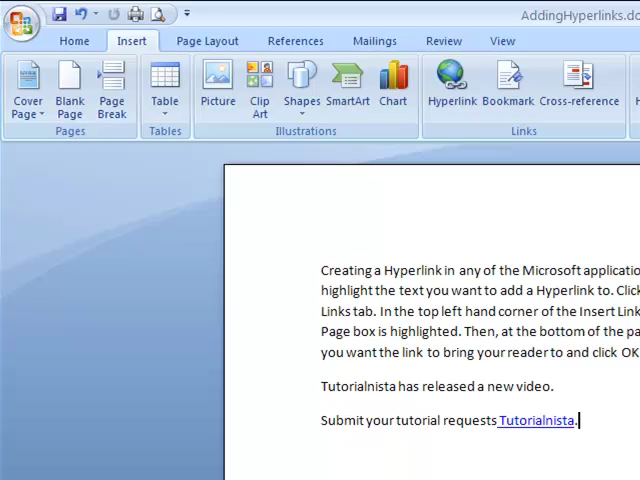 AddingHyperlinks.do
Home Insert Page Layout References Mailings Review View
Cover Page Blank Page Page Break Table Picture Clip Art Shapes SmartArt Chart Hyperlink Bookmark Cross-reference
Pages Tables Illustrations Links
Creating a Hyperlink in any of the Microsoft applicatio
highlight the text you want to add a Hyperlink to. Click
Links tab. In the top left hand corner of the Insert Link
Page box is highlighted. Then, at the bottom of the pa
you want the link to bring your reader to and click OK
Tutorialnista has released a new video.
Submit your tutorial requests Tutorialnista.